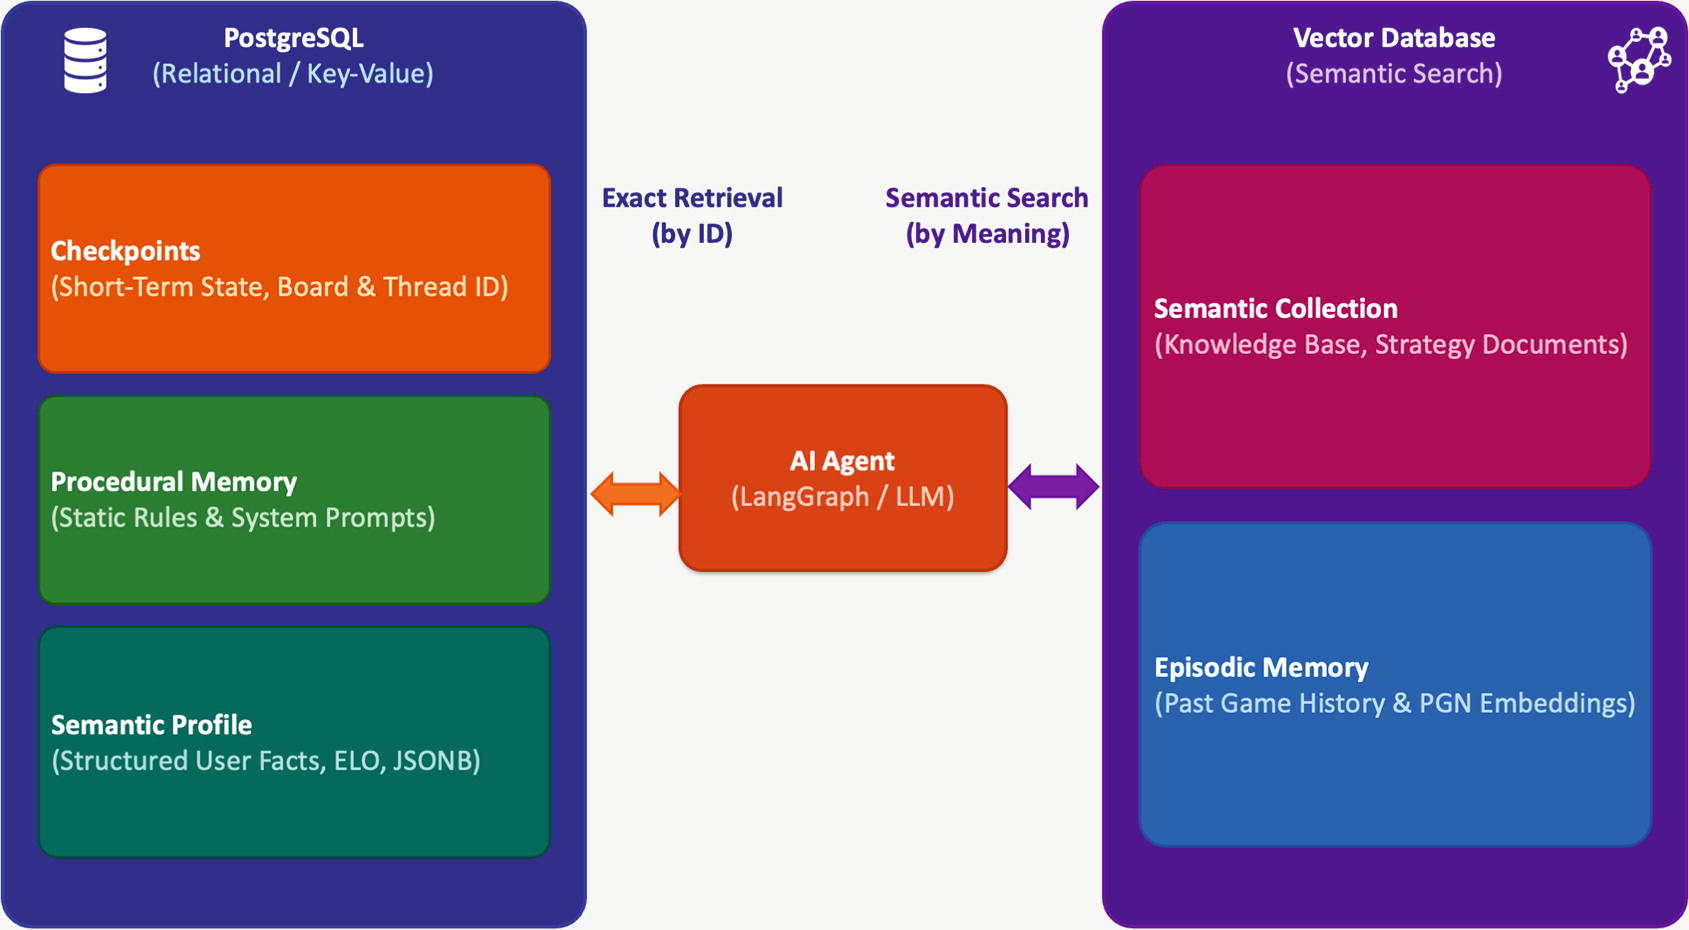 PostgreSQL
(Relational / Key-Value)
Checkpoints
(Short-Term State, Board & Thread ID)
Procedural Memory
(Static Rules & System Prompts)
Semantic Profile
(Structured User Facts, ELO, JSONB)
Exact Retrieval
(by ID)
Semantic Search
(by Meaning)
AI Agent
(LangGraph / LLM)
Vector Database
(Semantic Search)
Semantic Collection
(Knowledge Base, Strategy Documents)
Episodic Memory
(Past Game History & PGN Embeddings)